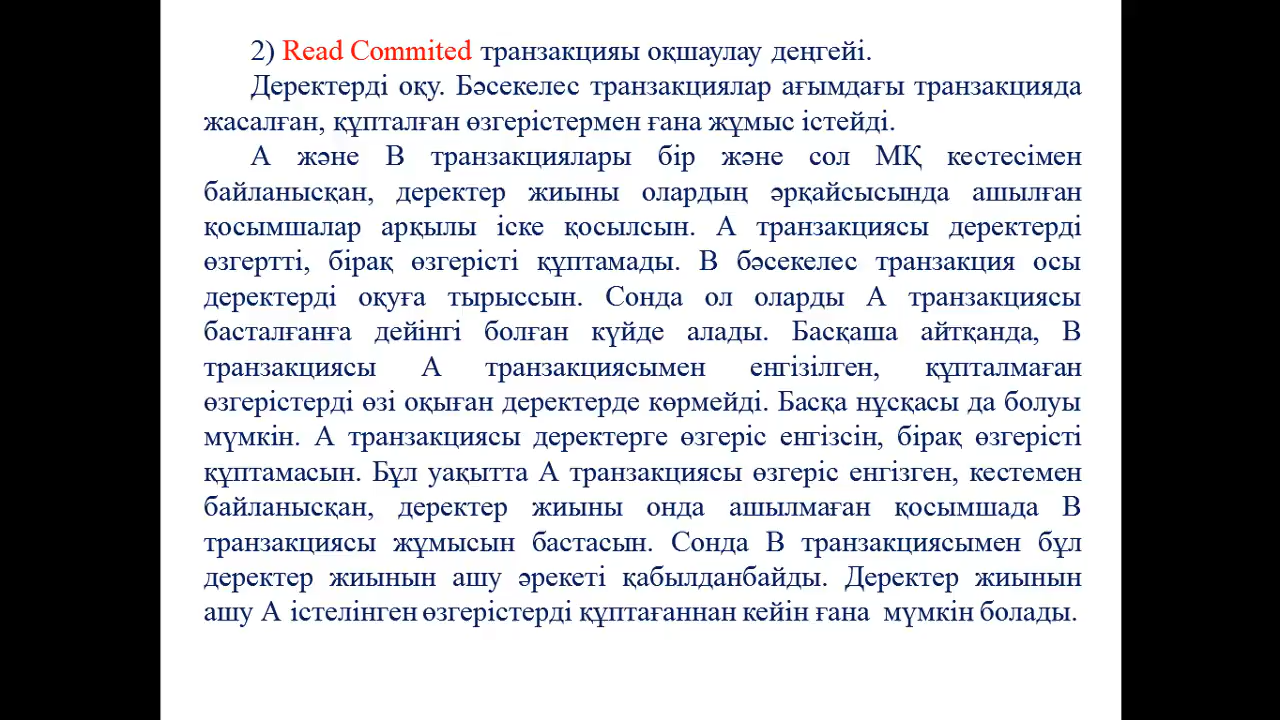 2) Read Commited транзакцияы оқшаулау деңгейі.
Деректерді оқу. Бәсекелес транзакциялар ағымдағы транзакцияда
жасалған, құпталған өзгерістермен ғана жұмыс істейді.
А және В транзакциялары бір және сол МҚ кестесімен
байланысқан, деректер жиыны олардың әрқайсысында ашылған
қосымшалар арқылы іске қосылсын. А транзакциясы деректерді
өзгертті, бірақ өзгерісті құптамады. В бәсекелес транзакция осы
деректерді оқуға тырыссын. Сонда ол оларды А транзакциясы
басталғанға дейінгі болған күйде алады. Басқаша айтқанда, В
транзакциясы А транзакциясымен енгізілген, құпталмаған
өзгерістерді өзі оқыған деректерде көрмейді. Басқа нұсқасы да болуы
мүмкін. А транзакциясы деректерге өзгеріс енгізсін, бірақ өзгерісті
құптамасын. Бұл уақытта А транзакциясы өзгеріс енгізген, кестемен
байланысқан, деректер жиыны онда ашылмаған қосымшада В
транзакциясы жұмысын бастасын. Сонда В транзакциясымен бұл
деректер жиынын ашу әрекеті қабылданбайды. Деректер жиынын
ашу А істелінген өзгерістерді құптағаннан кейін ғана мүмкін болады.